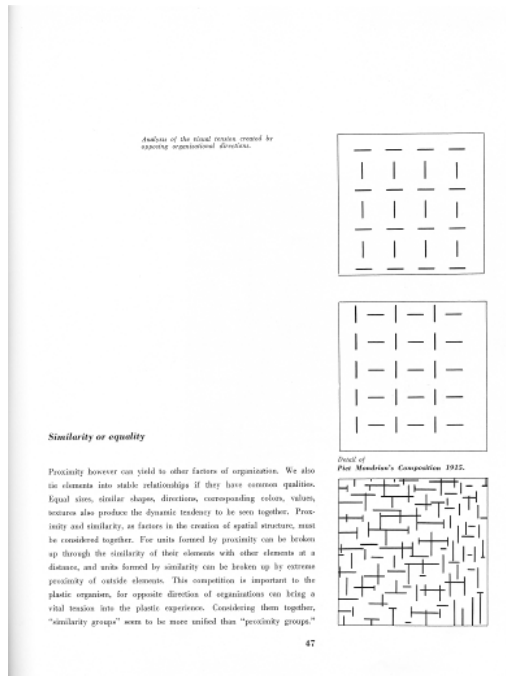 Analysis of the visual tension created by
opposing organizational directions.
Similarity or equality
Proximity however can yield to other factors of organization. We also
tie elements into stable relationships if they have common qualities.
Equal sizes, similar shapes, directions, corresponding colors, values,
textures also produce the dynamic tendency to be seen together. Prox-
imity and similarity, as factors in the creation of spatial structure, must
be considered together. For units formed by proximity can be broken
up through the similarity of their elements with other elements at a
distance, and units formed by similarity can be broken up by extreme
proximity of outside elements. This competition is important to the
plastic organism, for opposite direction of organizations can bring a
vital tension into the plastic experience. Considering them together,
"similarity groups" seem to be more unified than "proximity groups."
Detail of
Piet Mondrian's Composition 1915.
47